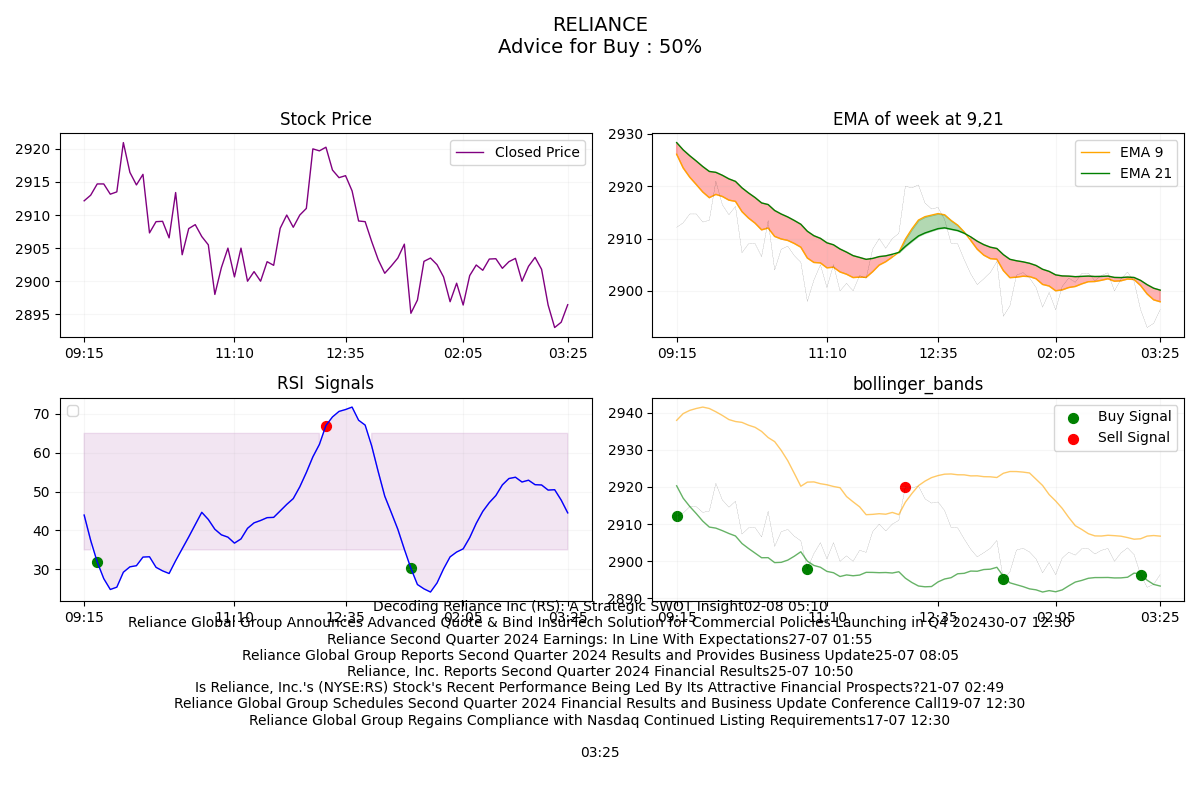 RELIANCE
Advice for Buy : 50%
Stock Price
2920
2915
2910
2905
2900
2895
Closed Price
09:15
11:10
12:35
02:05
03:25
EMA of week at 9,21
2930
2920
2910
2900
EMA 9
EMA 21
09:15
11:10
12:35
02:05
03:25
RSI  Signals
70
60
50
40
30
09:15
11:10
12:35
02:05
03:25
bollinger_bands
2940
2930
2920
2910
2900
2890
Buy Signal
Sell Signal
09:15
11:10
12:35
02:05
03:25
Decoding Reliance Inc (RS): A Strategic SWOT Insight02-08 05:10
Reliance Global Group Announces Advanced Quote & Bind InsurTech Solution for Commercial Policies Launching in Q4 202430-07 12:30
Reliance Second Quarter 2024 Earnings: In Line With Expectations27-07 01:55
Reliance Global Group Reports Second Quarter 2024 Results and Provides Business Update25-07 08:05
Reliance, Inc. Reports Second Quarter 2024 Financial Results25-07 10:50
Is Reliance, Inc.'s (NYSE:RS) Stock's Recent Performance Being Led By Its Attractive Financial Prospects?21-07 02:49
Reliance Global Group Schedules Second Quarter 2024 Financial Results and Business Update Conference Call19-07 12:30
Reliance Global Group Regains Compliance with Nasdaq Continued Listing Requirements17-07 12:30
03:25